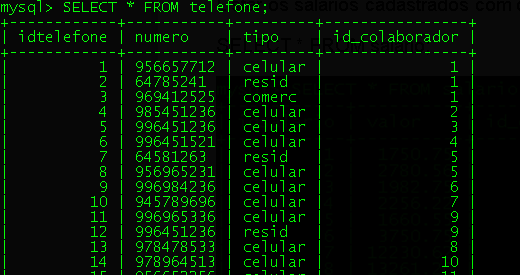 mysql> SELECT * FROM telefone;
+------------+-----------+---------+----------------+
| idtelefone | numero | tipo | id_colaborador |
+------------+-----------+---------+----------------+
| 1 | 956657712 | celular | 1 |
| 2 | 64785241 | resid | 1 |
| 3 | 969412525 | comerc | 1 |
| 4 | 985451236 | celular | 2 |
| 5 | 996451236 | celular | 3 |
| 6 | 996451521 | celular | 4 |
| 7 | 64581263 | resid | 5 |
| 8 | 956965231 | celular | 5 |
| 9 | 996984236 | celular | 6 |
| 10 | 945789696 | celular | 7 |
| 11 | 996965336 | celular | 9 |
| 12 | 996451236 | resid | 9 |
| 13 | 978478533 | celular | 8 |
| 14 | 978964513 | celular | 10 |